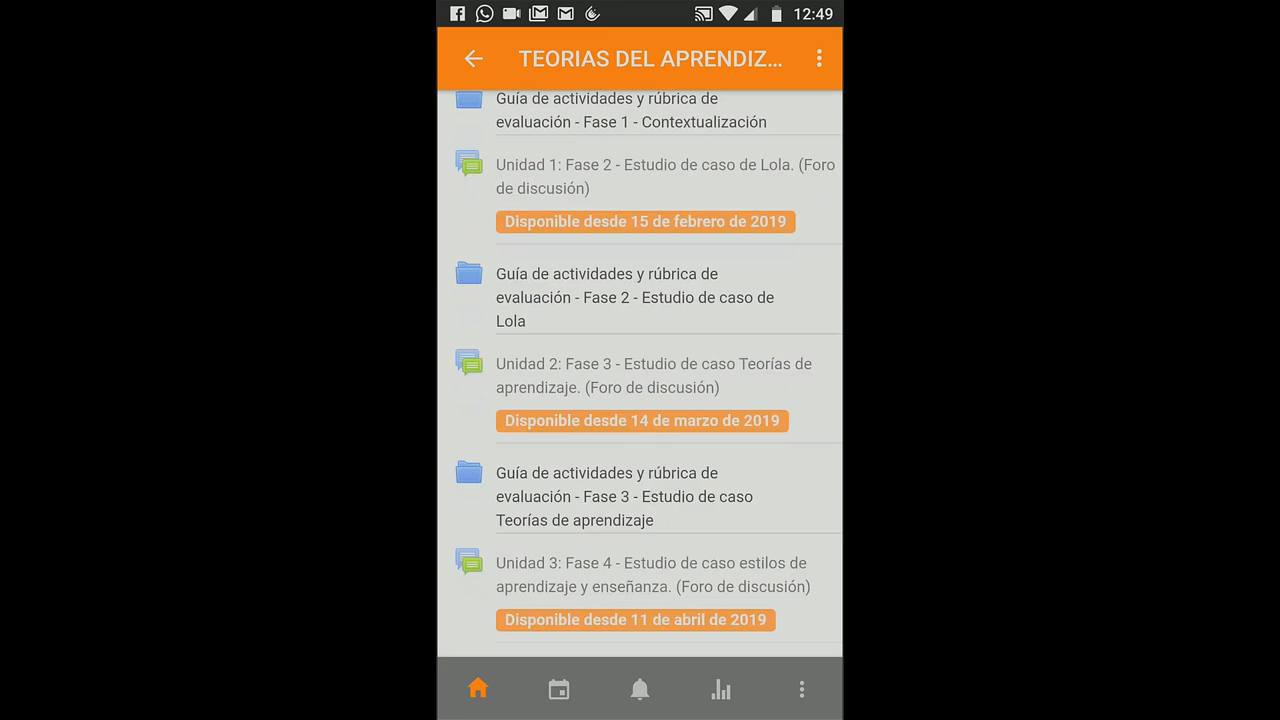 12:49
TEORIAS DEL APRENDIZ...
Guía de actividades y rúbrica de
evaluación - Fase 1 - Contextualización
Unidad 1: Fase 2 - Estudio de caso de Lola. (Foro
de discusión)
Disponible desde 15 de febrero de 2019
Guía de actividades y rúbrica de
evaluación - Fase 2 - Estudio de caso de
Lola
Unidad 2: Fase 3 - Estudio de caso Teorías de
aprendizaje. (Foro de discusión)
Disponible desde 14 de marzo de 2019
Guía de actividades y rúbrica de
evaluación - Fase 3 - Estudio de caso
Teorías de aprendizaje
Unidad 3: Fase 4 - Estudio de caso estilos de
aprendizaje y enseñanza. (Foro de discusión)
Disponible desde 11 de abril de 2019